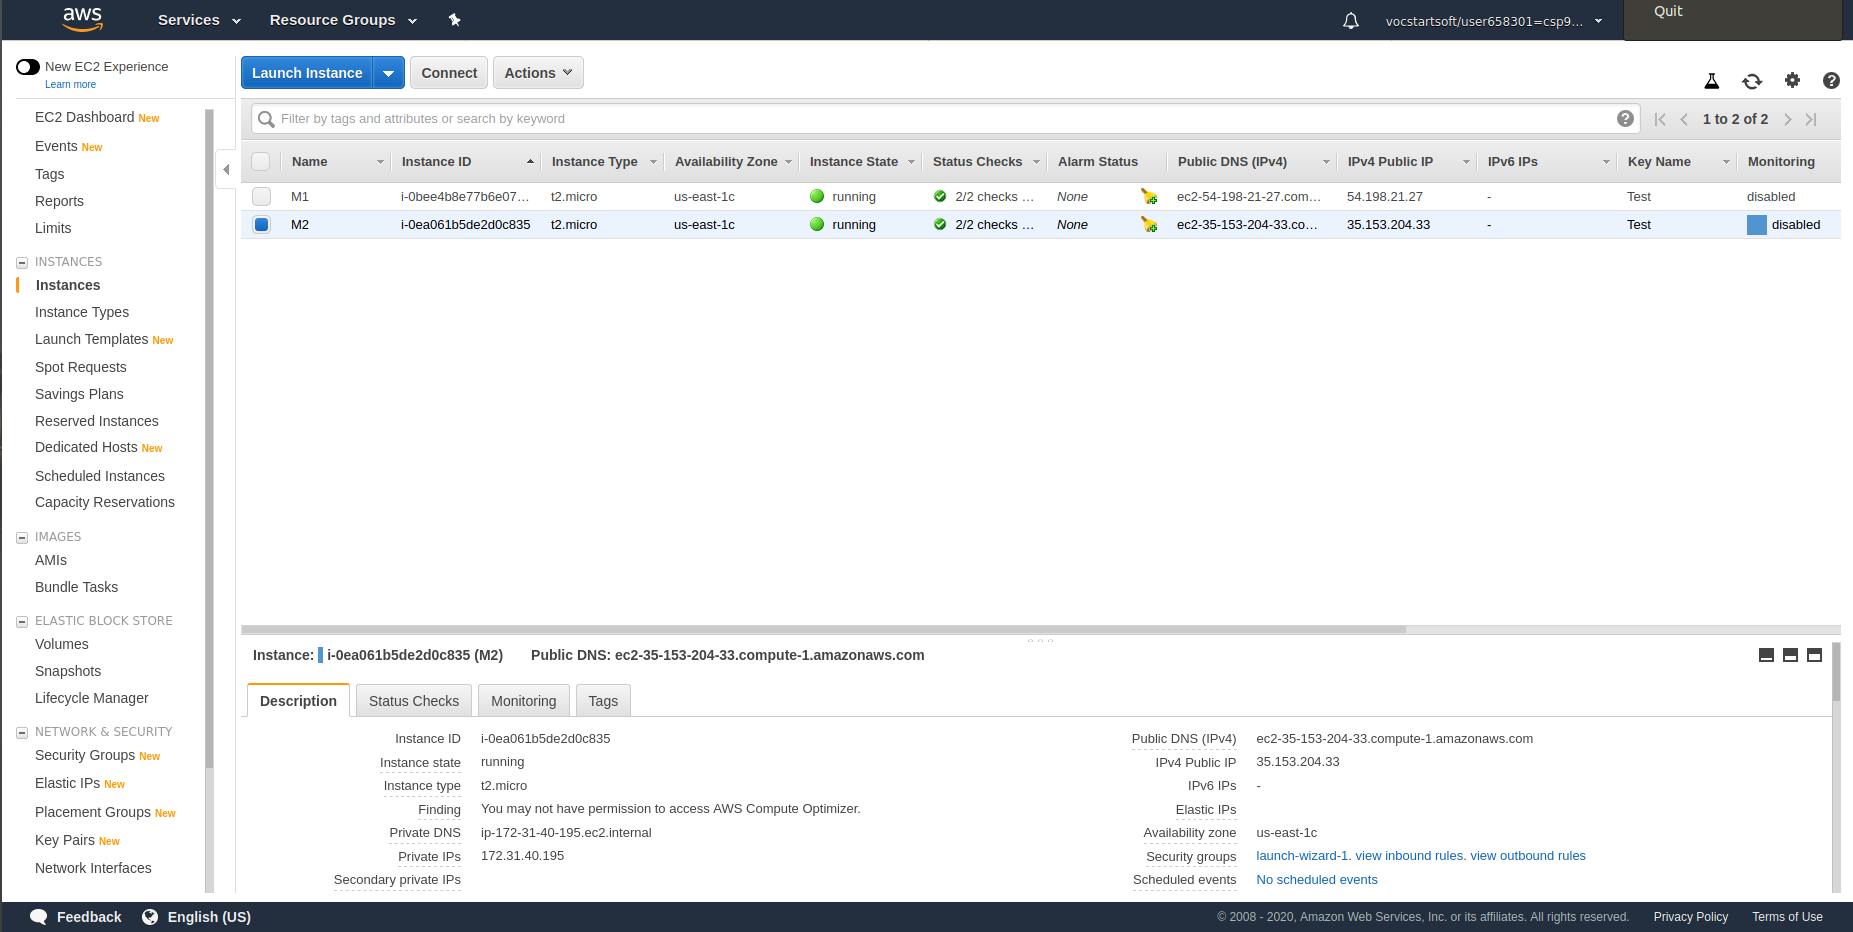 aws Services Resource Groups vocstartsoft/user658301=csp9... Quit
New EC2 Experience
Learn more
EC2 Dashboard New
Events New
Tags
Reports
Limits
INSTANCES
Instances
Instance Types
Launch Templates New
Spot Requests
Savings Plans
Reserved Instances
Dedicated Hosts New
Scheduled Instances
Capacity Reservations
IMAGES
AMIs
Bundle Tasks
ELASTIC BLOCK STORE
Volumes
Snapshots
Lifecycle Manager
NETWORK & SECURITY
Security Groups New
Elastic IPs New
Placement Groups New
Key Pairs New
Network Interfaces
Launch Instance Connect Actions
Filter by tags and attributes or search by keyword 1 to 2 of 2
Name Instance ID Instance Type Availability Zone Instance State Status Checks Alarm Status Public DNS (IPv4) IPv4 Public IP IPv6 IPs Key Name Monitoring
M1 i-0bee4b8e77b6e07... t2.micro us-east-1c running 2/2 checks ... None ec2-54-198-21-27.com... 54.198.21.27 - Test disabled
M2 i-0ea061b5de2d0c835 t2.micro us-east-1c running 2/2 checks ... None ec2-35-153-204-33.co... 35.153.204.33 - Test disabled
Instance: i-0ea061b5de2d0c835 (M2) Public DNS: ec2-35-153-204-33.compute-1.amazonaws.com
Description Status Checks Monitoring Tags
Instance ID i-0ea061b5de2d0c835
Instance state running
Instance type t2.micro
Finding You may not have permission to access AWS Compute Optimizer.
Private DNS ip-172-31-40-195.ec2.internal
Private IPs 172.31.40.195
Secondary private IPs
Public DNS (IPv4) ec2-35-153-204-33.compute-1.amazonaws.com
IPv4 Public IP 35.153.204.33
IPv6 IPs -
Elastic IPs
Availability zone us-east-1c
Security groups launch-wizard-1. view inbound rules. view outbound rules
Scheduled events No scheduled events
Feedback English (US) © 2008 - 2020, Amazon Web Services, Inc. or its affiliates. All rights reserved. Privacy Policy Terms of Use